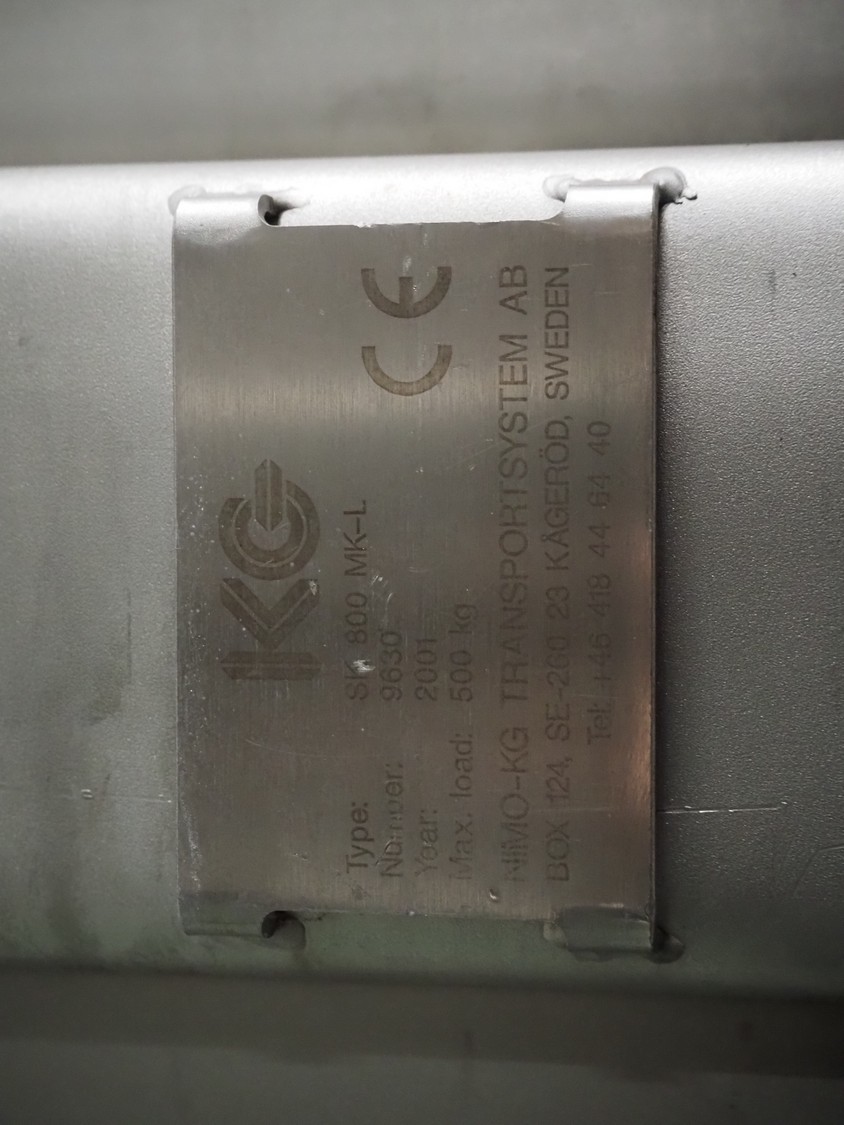 KG
CE
Type: SK 800 MK-L
Number: 9630
Year: 2001
Max. load: 500 kg
NIMO-KG TRANSPORTSYSTEM AB
BOX 124, SE-260 23 KÅGERÖD, SWEDEN
Tel: +46 418 44 64 40